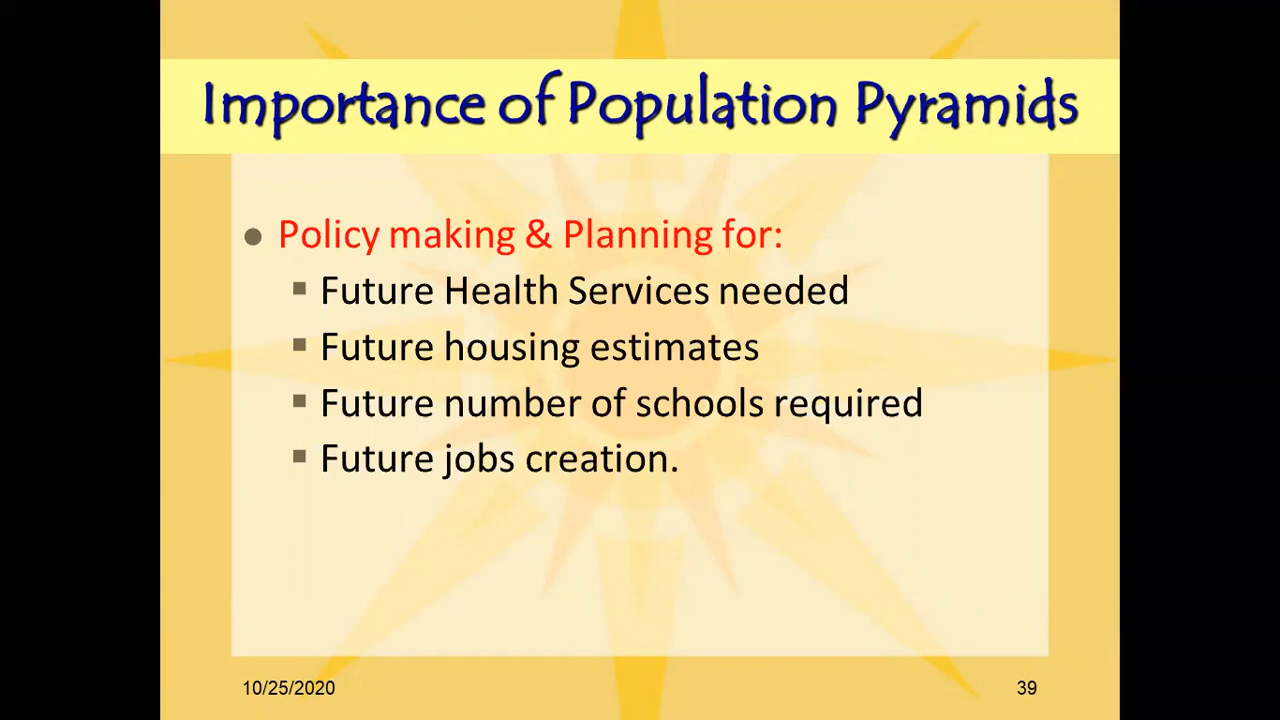 Importance of Population Pyramids
● Policy making & Planning for:
▪ Future Health Services needed
▪ Future housing estimates
▪ Future number of schools required
▪ Future jobs creation.
10/25/2020
39